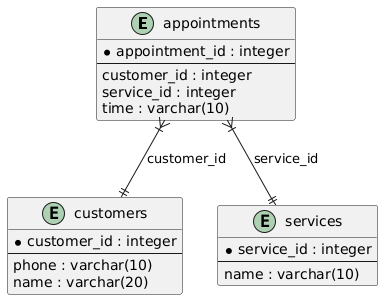 E appointments
* appointment_id : integer
customer_id : integer
service_id : integer
time : varchar(10)
customer_id
service_id
E customers
* customer_id : integer
phone : varchar(10)
name : varchar(20)
E services
* service_id : integer
name : varchar(10)